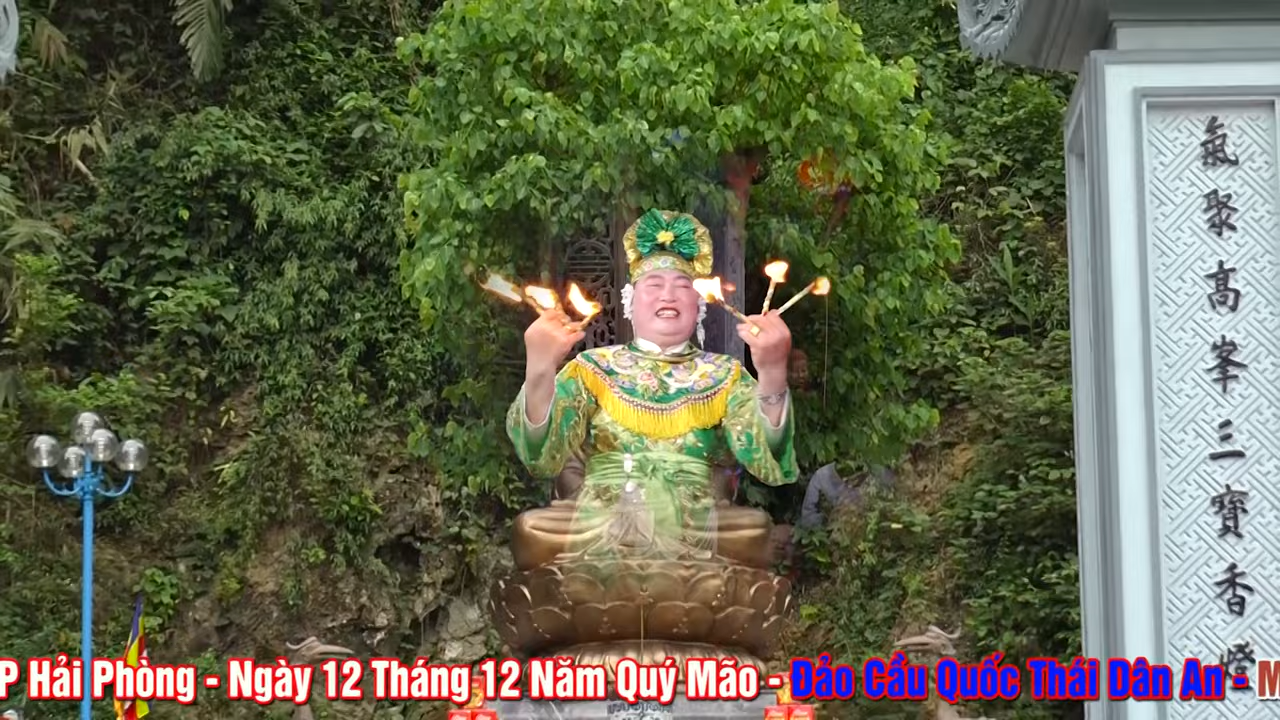 氣聚高峯三寶香燈
P Hải Phòng - Ngày 12 Tháng 12 Năm Quý Mão - Đảo Cầu Quốc Thái Dân An - M